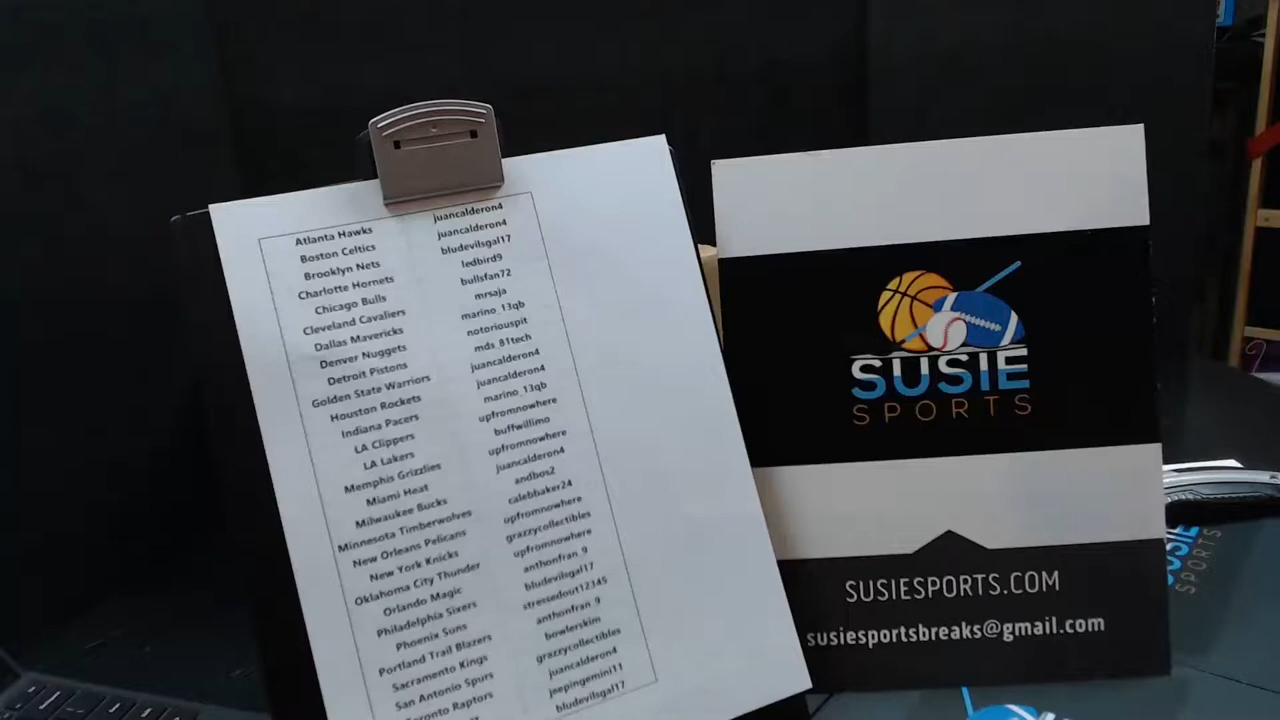 Atlanta Hawks juancalderon4
Boston Celtics juancalderon4
Brooklyn Nets bludevilsgal17
Charlotte Hornets ledbird9
Chicago Bulls bullsfan72
Cleveland Cavaliers mrsaja
Dallas Mavericks marino_13qb
Denver Nuggets notoriouspit
Detroit Pistons mds_81tech
Golden State Warriors juancalderon4
Houston Rockets juancalderon4
Indiana Pacers marino_13qb
LA Clippers upfromnowhere
LA Lakers buffwillimo
Memphis Grizzlies upfromnowhere
Miami Heat juancalderon4
Milwaukee Bucks andbos2
Minnesota Timberwolves calebbaker24
New Orleans Pelicans upfromnowhere
New York Knicks grazzycollectibles
Oklahoma City Thunder upfromnowhere
Orlando Magic anthonfran_9
Philadelphia Sixers bludevilsgal17
Phoenix Suns stressedout12345
Portland Trail Blazers anthonfran_9
Sacramento Kings bowlerskim
San Antonio Spurs grazzycollectibles
Toronto Raptors juancalderon4
jeepingemini11
bludevilsgal17
SUSIE
SPORTS
SUSIESPORTS.COM
susiesportsbreaks@gmail.com
SUSIE
SPORTS